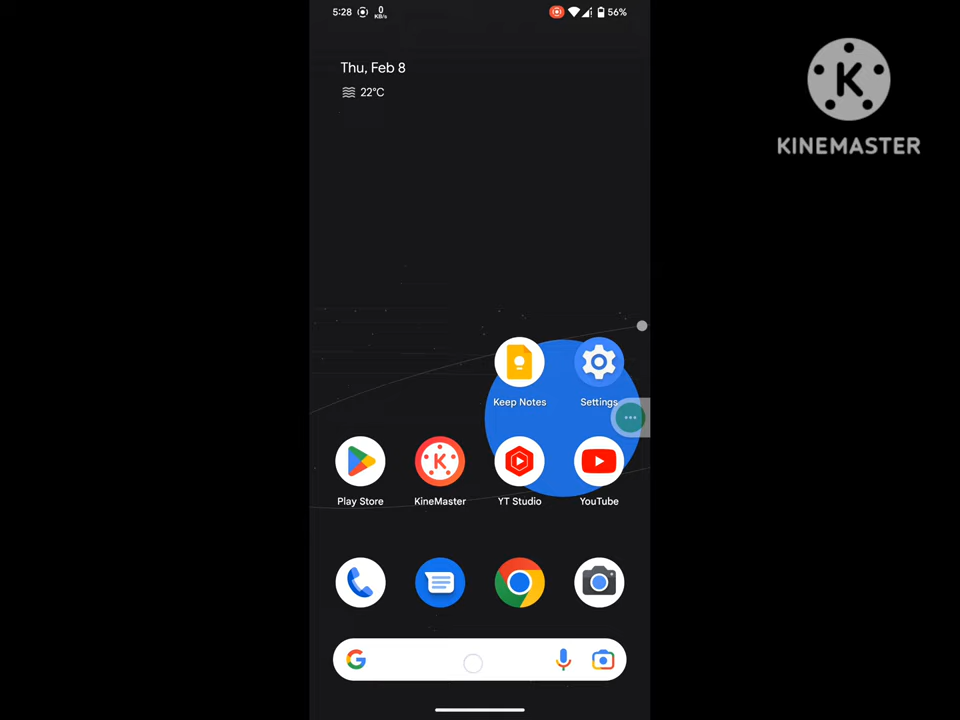 5:28 0 KB/s 56%
Thu, Feb 8
22°C
K
KINEMASTER
Keep Notes Settings
K
Play Store KineMaster YT Studio YouTube
G